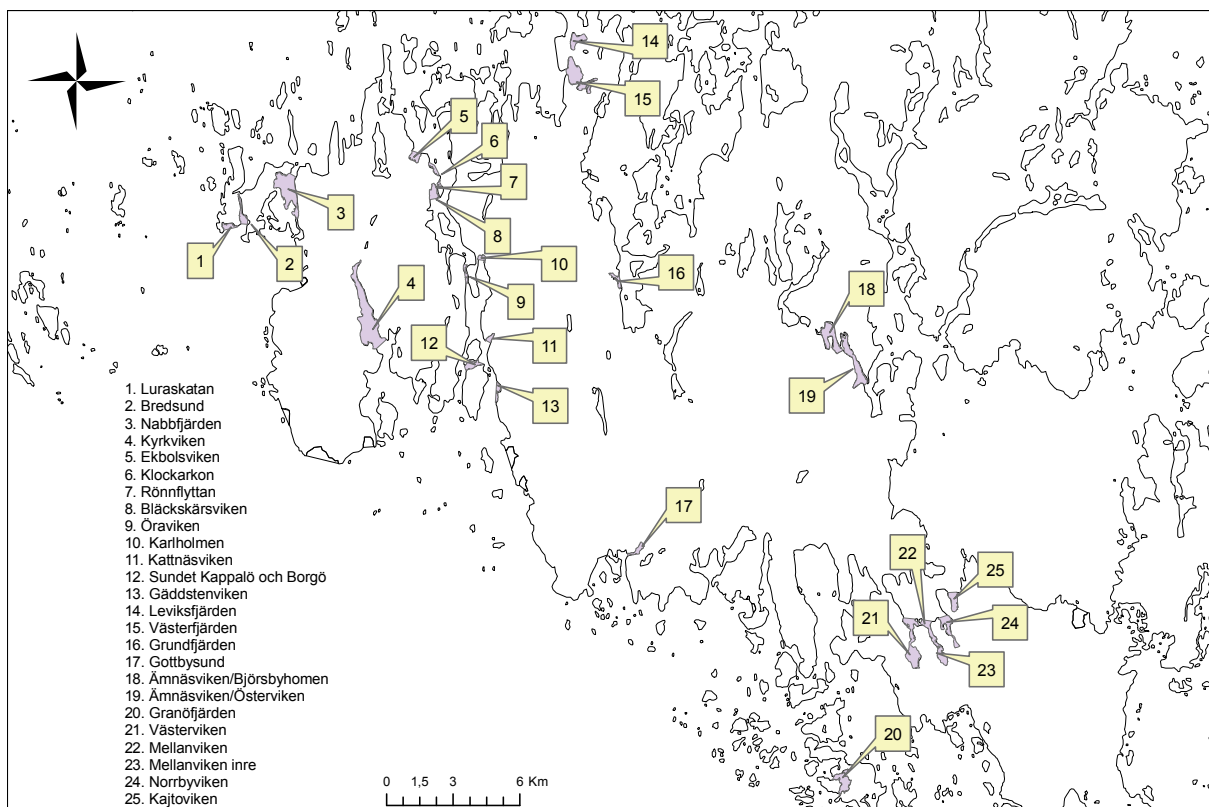 14
15
5
6
7
3
8
1
2
10
16
4
9
18
11
12
19
13
1. Luraskatan
2. Bredsund
3. Nabbfjärden
4. Kyrkviken
5. Ekbolsviken
6. Klockarkon
7. Rönnflyttan
8. Bläckskärsviken
9. Öraviken
10. Karlholmen
11. Kattnäsviken
12. Sundet Kappalö och Borgö
13. Gäddstenviken
14. Leviksfjärden
15. Västerfjärden
16. Grundfjärden
17. Gottbysund
18. Ämnäsviken/Björsbyhomen
19. Ämnäsviken/Österviken
20. Granöfjärden
21. Västerviken
22. Mellanviken
23. Mellanviken inre
24. Norrbyviken
25. Kajtoviken
17
22
25
21
24
23
20
0 1,5 3 6 Km